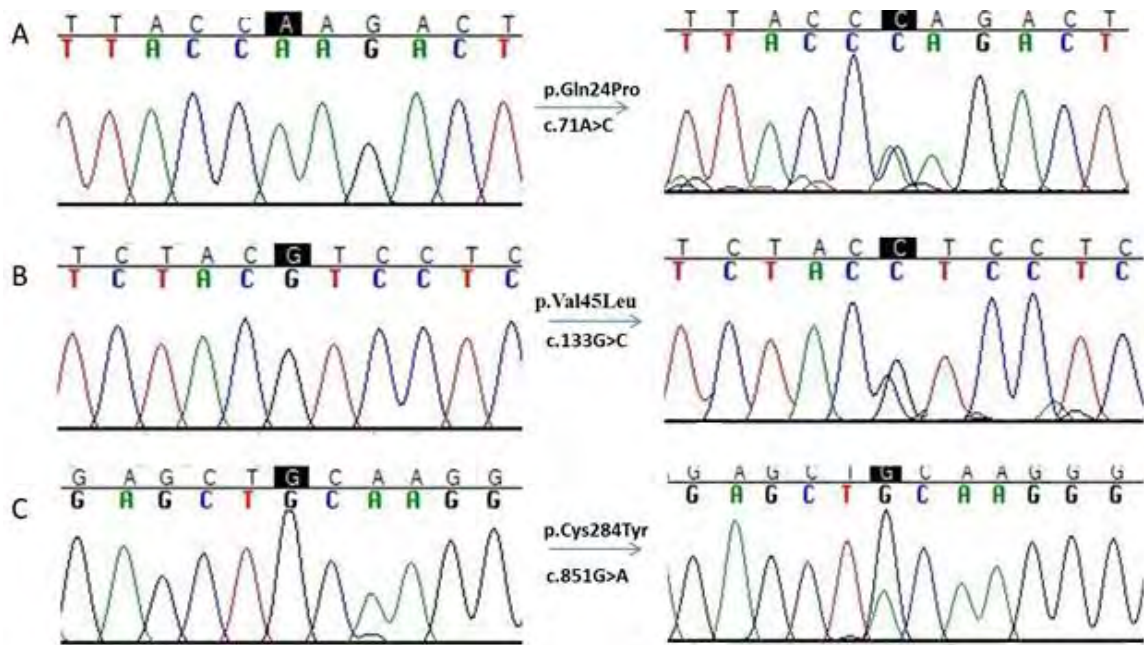 A
T T A C C A A G A C T
T T A C C A A G A C T
p.Gln24Pro
c.71A>C
T T A C C C A G A C T
T T A C C C A G A C T
B
T C T A C G T C C T C
T C T A C G T C C T C
p.Val45Leu
c.133G>C
T C T A C C T C C T C
T C T A C C T C C T C
C
G A G C T G C A A G G
G A G C T G C A A G G
p.Cys284Tyr
c.851G>A
G A G C T G C A A G G G
G A G C T G C A A G G G